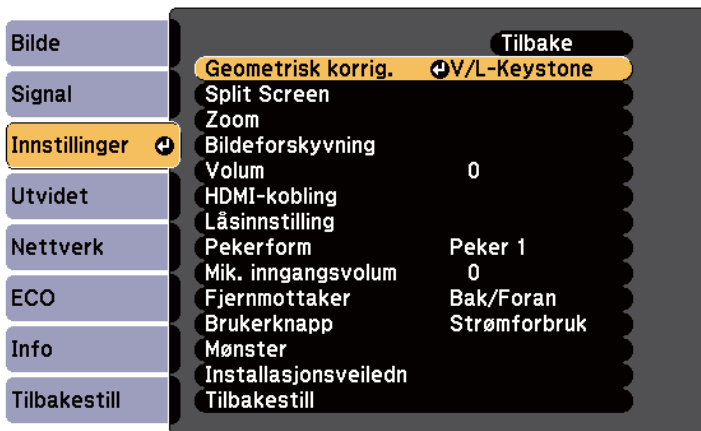 Bilde
Signal
Innstillinger
Utvidet
Nettverk
ECO
Info
Tilbakestill
Tilbake
Geometrisk korrig. V/L-Keystone
Split Screen
Zoom
Bildeforskyvning
Volum 0
HDMI-kobling
Låsinnstilling
Pekerform Peker 1
Mik. inngangsvolum 0
Fjernmottaker Bak/Foran
Brukerknapp Strømforbruk
Mønster
Installasjonsveiledn
Tilbakestill